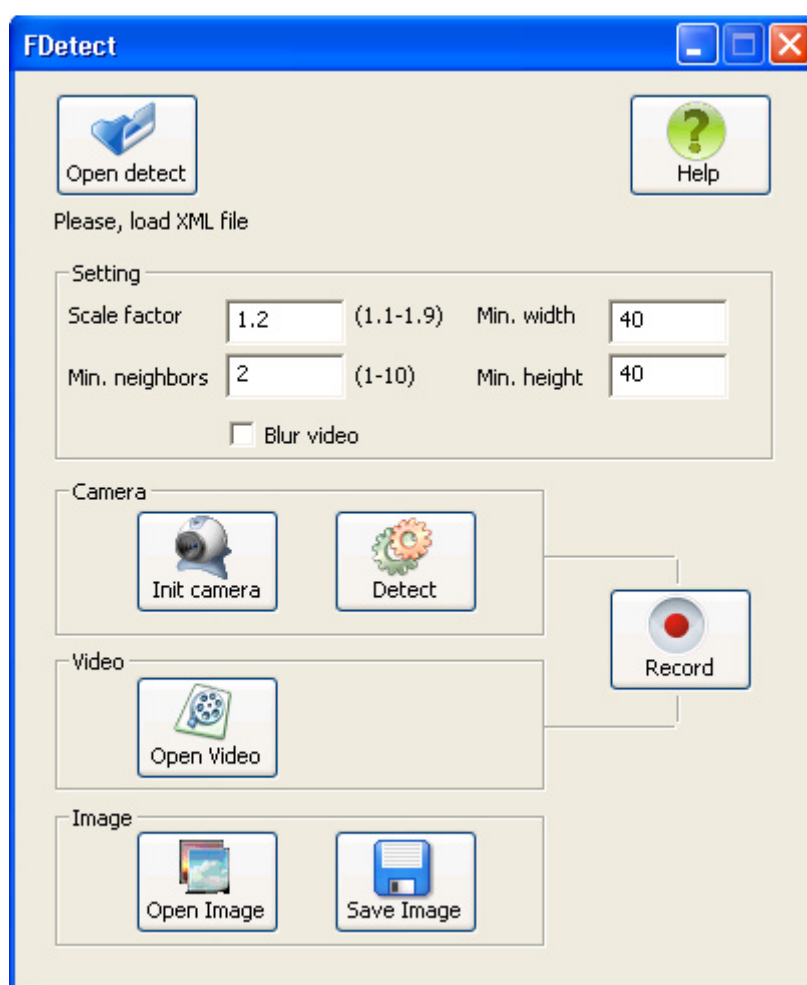 FDetect
Open detect
Help
Please, load XML file
Setting
Scale factor 1.2 (1.1-1.9) Min. width 40
Min. neighbors 2 (1-10) Min. height 40
Blur video
Camera
Init camera Detect
Record
Video
Open Video
Image
Open Image Save Image